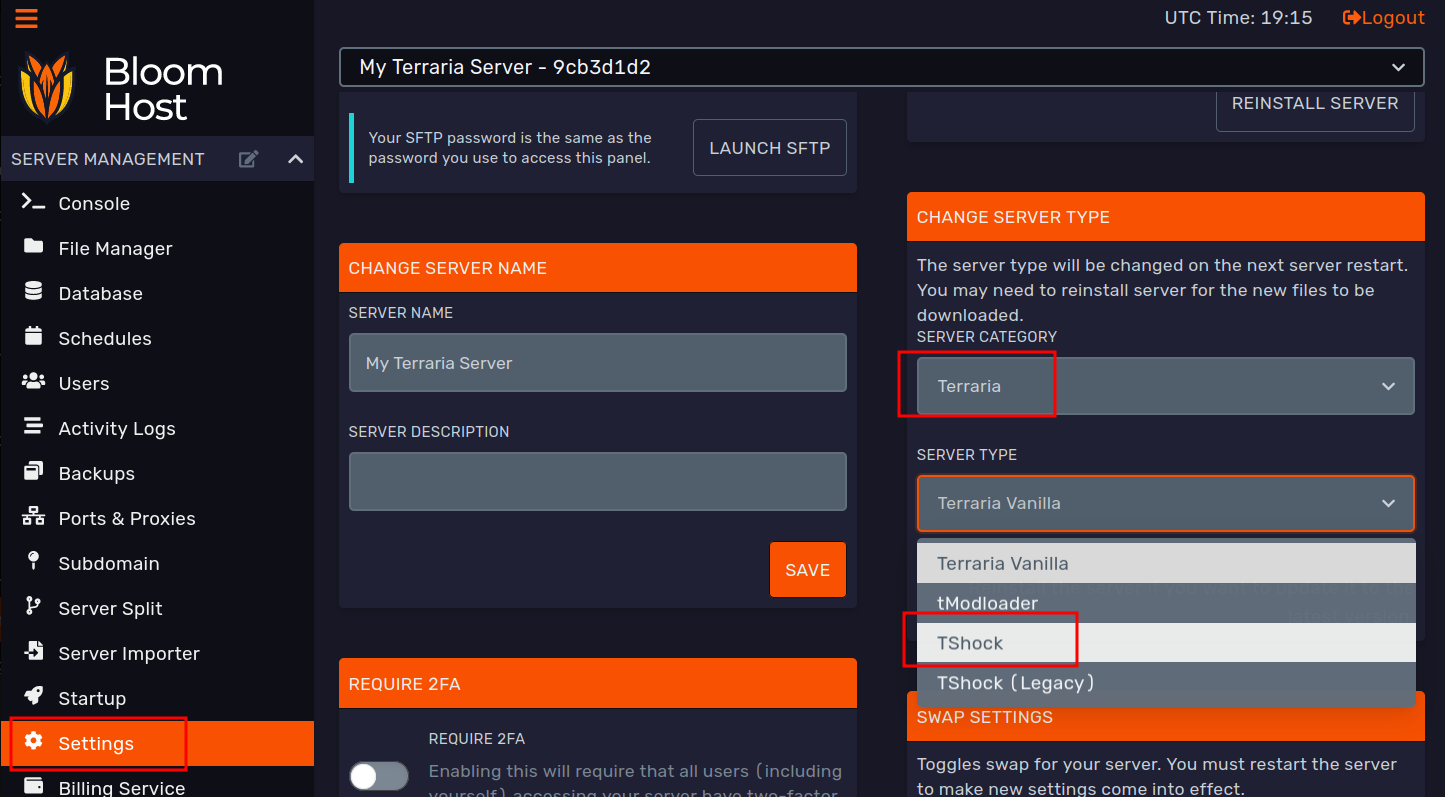 UTC Time: 19:15
Logout
Bloom
Host
My Terraria Server - 9cb3d1d2
SERVER MANAGEMENT
Console
File Manager
Database
Schedules
Users
Activity Logs
Backups
Ports & Proxies
Subdomain
Server Split
Server Importer
Startup
Settings
Billing Service
Your SFTP password is the same as the
password you use to access this panel.
LAUNCH SFTP
CHANGE SERVER NAME
SERVER NAME
My Terraria Server
SERVER DESCRIPTION
SAVE
REQUIRE 2FA
REQUIRE 2FA
Enabling this will require that all users (including
yourself) accessing your server have two-factor
REINSTALL SERVER
CHANGE SERVER TYPE
The server type will be changed on the next server restart.
You may need to reinstall server for the new files to be
downloaded.
SERVER CATEGORY
Terraria
SERVER TYPE
Terraria Vanilla
Terraria Vanilla
tModloader
TShock
TShock (Legacy)
SWAP SETTINGS
Toggles swap for your server. You must restart the server
to make new settings come into effect.